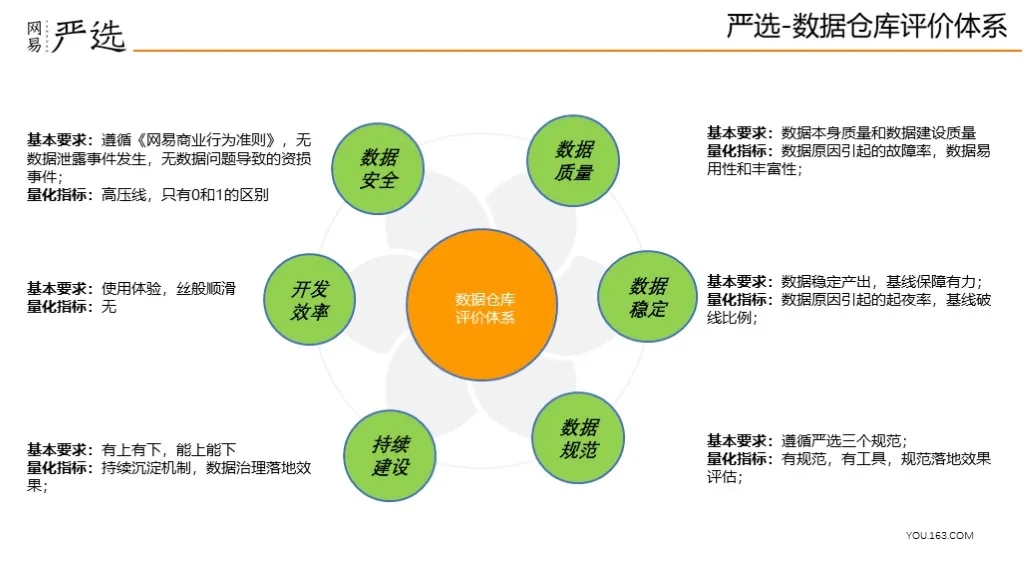 网易 严选
严选-数据仓库评价体系
基本要求：遵循《网易商业行为准则》，无
数据泄露事件发生，无数据问题导致的资损
事件；
量化指标：高压线，只有0和1的区别
数据
安全
数据
质量
基本要求：数据本身质量和数据建设质量
量化指标：数据原因引起的故障率，数据易
用性和丰富性；
基本要求：使用体验，丝般顺滑
量化指标：无
开发
效率
数据仓库
评价体系
数据
稳定
基本要求：数据稳定产出，基线保障有力；
量化指标：数据原因引起的起夜率，基线破
线比例；
基本要求：有上有下，能上能下
量化指标：持续沉淀机制，数据治理落地效
果；
持续
建设
数据
规范
基本要求：遵循严选三个规范；
量化指标：有规范，有工具，规范落地效果
评估；
YOU.163.COM